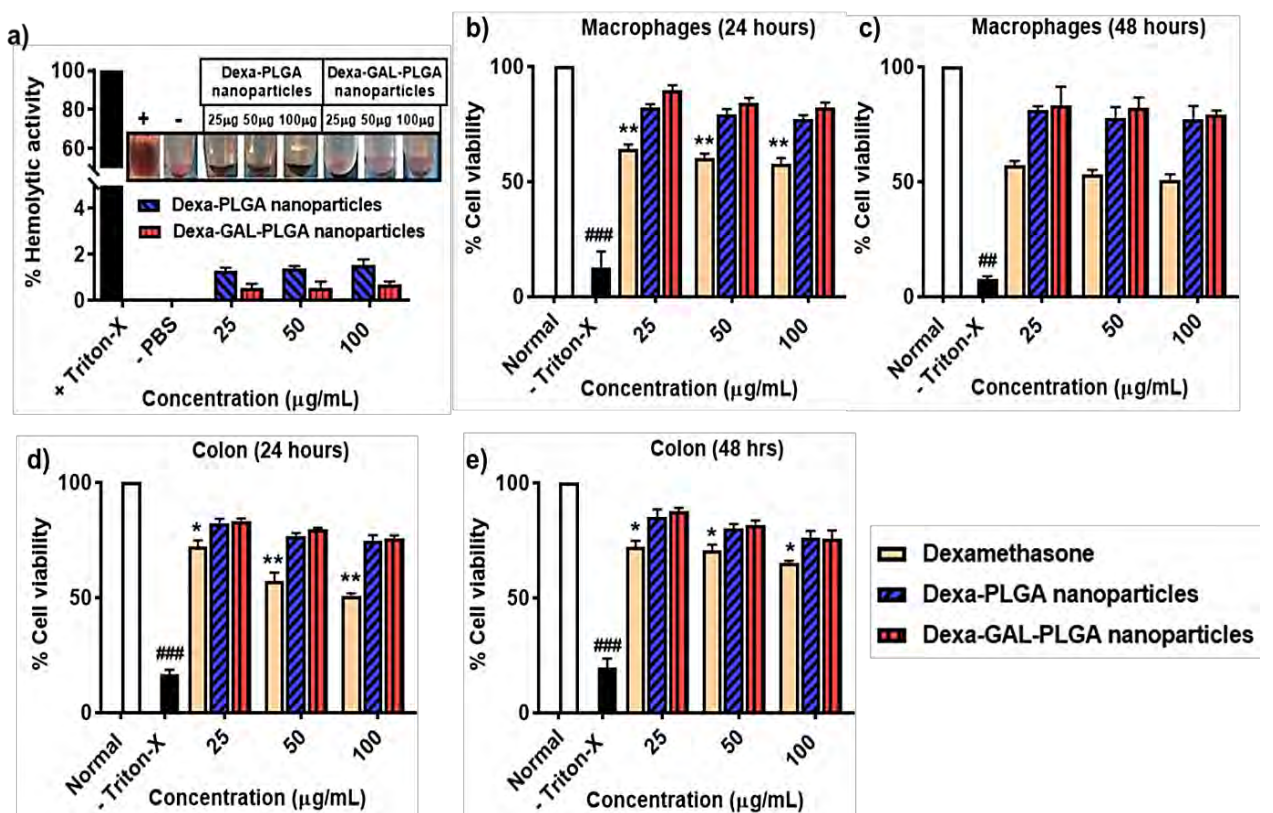 a)
% Hemolytic activity
100
80
60
4
2
0
Dexa-PLGA nanoparticles
Dexa-GAL-PLGA nanoparticles
+
-
25µg
50µg
100µg
25µg
50µg
100µg
Dexa-PLGA nanoparticles
Dexa-GAL-PLGA nanoparticles
+ Triton-X
- PBS
25
50
100
Concentration (µg/mL)
b)
Macrophages (24 hours)
% Cell viability
100
50
0
###
**
**
**
Normal
- Triton-X
25
50
100
Concentration (µg/mL)
c)
Macrophages (48 hours)
% Cell viability
100
50
0
##
Normal
- Triton-X
25
50
100
Concentration (µg/mL)
d)
Colon (24 hours)
% Cell viability
100
50
0
###
*
**
**
Normal
- Triton-X
25
50
100
Concentration (µg/mL)
e)
Colon (48 hrs)
% Cell viability
100
50
0
###
*
*
*
Normal
- Triton-X
25
50
100
Concentration (µg/mL)
Dexamethasone
Dexa-PLGA nanoparticles
Dexa-GAL-PLGA nanoparticles